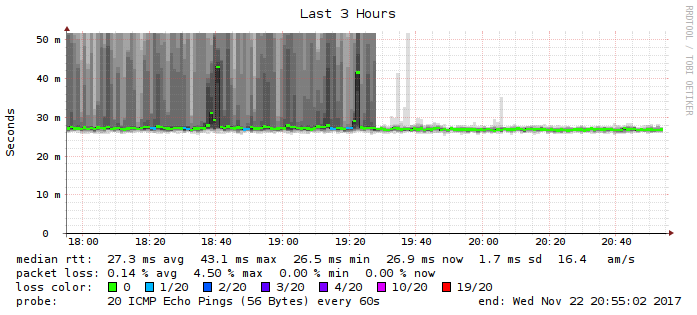 Last 3 Hours
RRDTOOL / TOBI OETIKER
Seconds
50 m
40 m
30 m
20 m
10 m
0
18:00 18:20 18:40 19:00 19:20 19:40 20:00 20:20 20:40
median rtt: 27.3 ms avg 43.1 ms max 26.5 ms min 26.9 ms now 1.7 ms sd 16.4 am/s
packet loss: 0.14 % avg 4.50 % max 0.00 % min 0.00 % now
loss color: 0 1/20 2/20 3/20 4/20 10/20 19/20
probe: 20 ICMP Echo Pings (56 Bytes) every 60s end: Wed Nov 22 20:55:02 2017